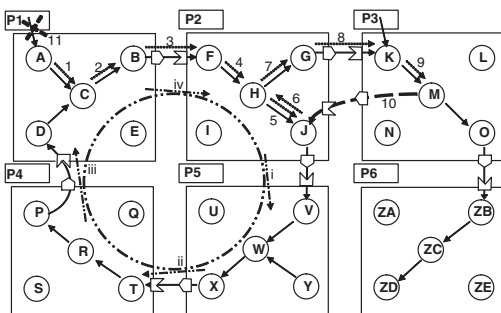 P1 P2 P3
11 3 8
A B F G K L
1 2 4 7 9
C H M
6
5 10
D E I J N O
iv
iii i
P4 P5 P6
P Q U V ZA ZB
R W ZC
ii
S T X Y ZD ZE